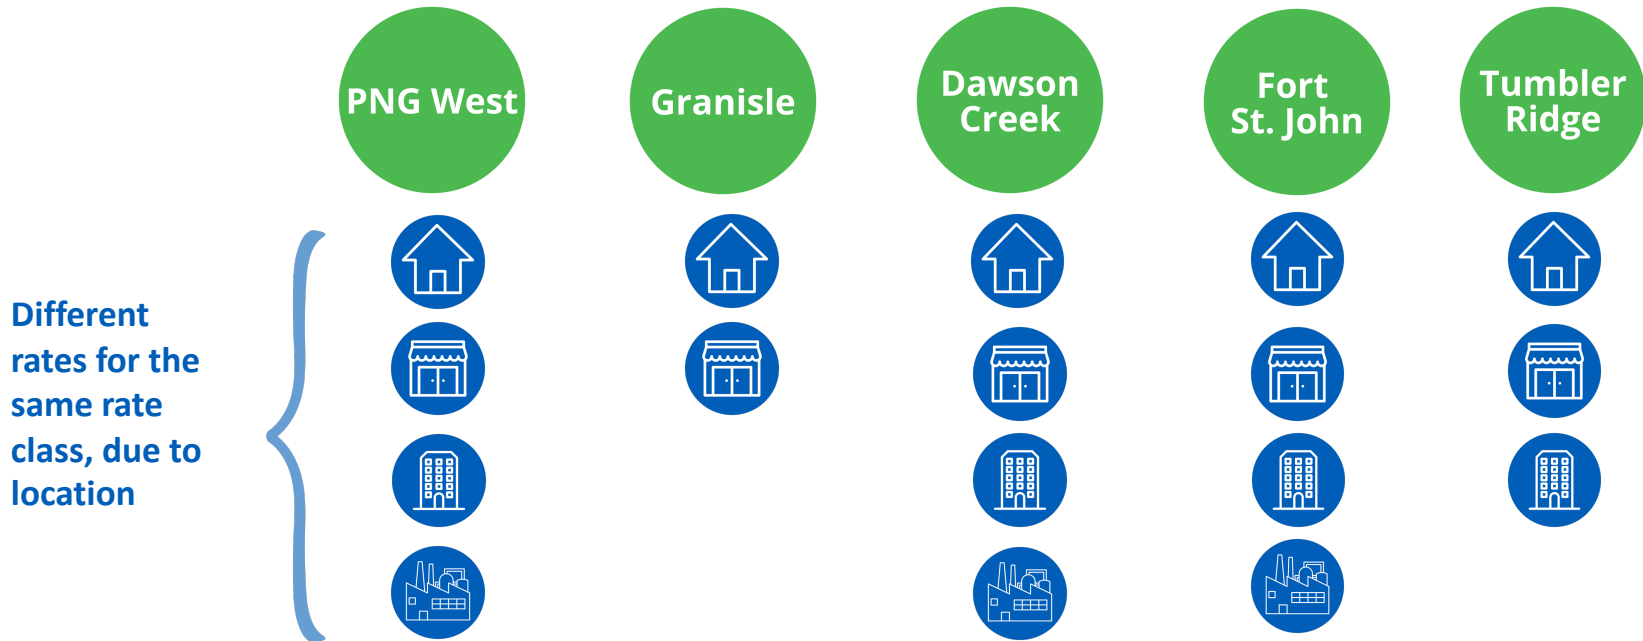 PNG West
Granisle
Dawson
Creek
Fort
St. John
Tumbler
Ridge
Different
rates for the
same rate
class, due to
location